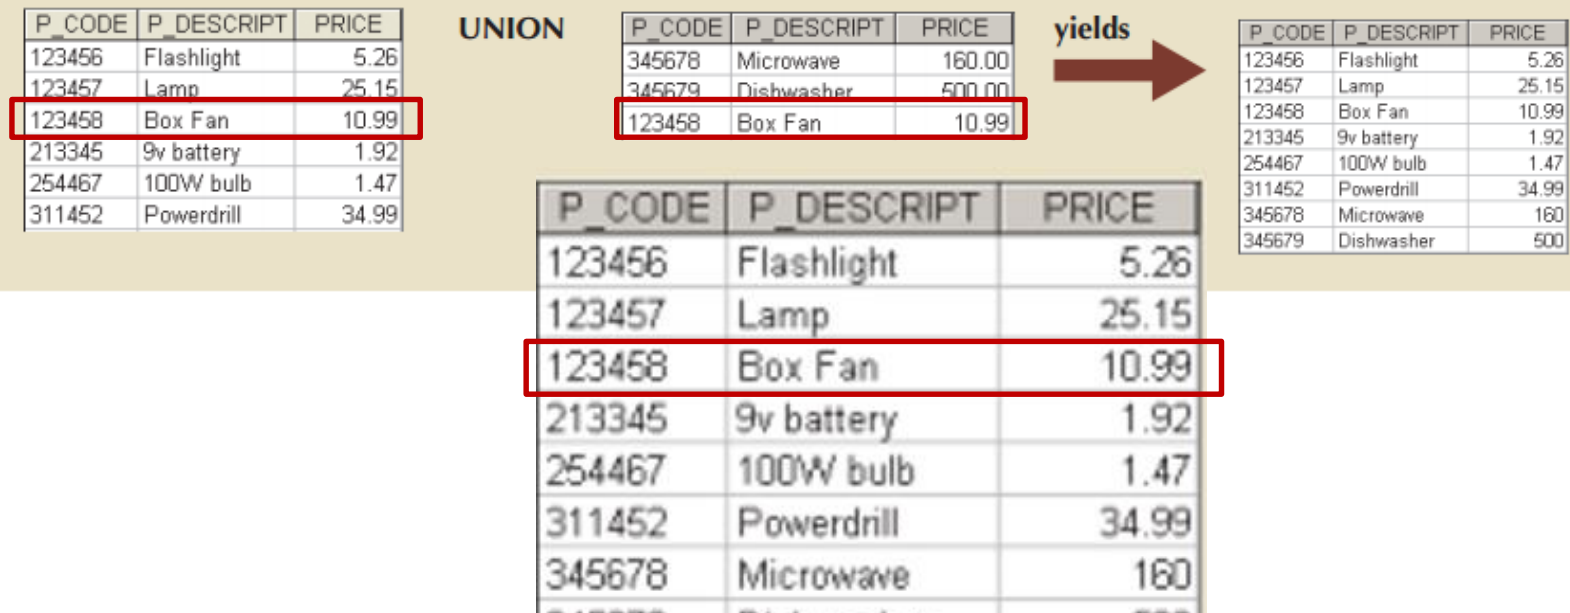 P_CODE P_DESCRIPT PRICE
123456 Flashlight 5.26
123457 Lamp 25.15
123458 Box Fan 10.99
213345 9v battery 1.92
254467 100W bulb 1.47
311452 Powerdrill 34.99
UNION
P_CODE P_DESCRIPT PRICE
345678 Microwave 160.00
345679 Dishwasher 500.00
123458 Box Fan 10.99
yields
P_CODE P_DESCRIPT PRICE
123456 Flashlight 5.26
123457 Lamp 25.15
123458 Box Fan 10.99
213345 9v battery 1.92
254467 100W bulb 1.47
311452 Powerdrill 34.99
345678 Microwave 160
345679 Dishwasher 500
P_CODE P_DESCRIPT PRICE
123456 Flashlight 5.26
123457 Lamp 25.15
123458 Box Fan 10.99
213345 9v battery 1.92
254467 100W bulb 1.47
311452 Powerdrill 34.99
345678 Microwave 160